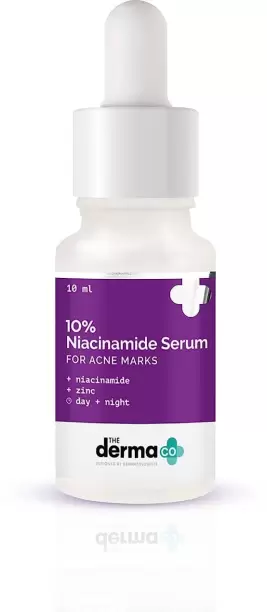 10 ml
10%
Niacinamide Serum
FOR ACNE MARKS
+ niacinamide
+ zinc
day + night
THE
derma co